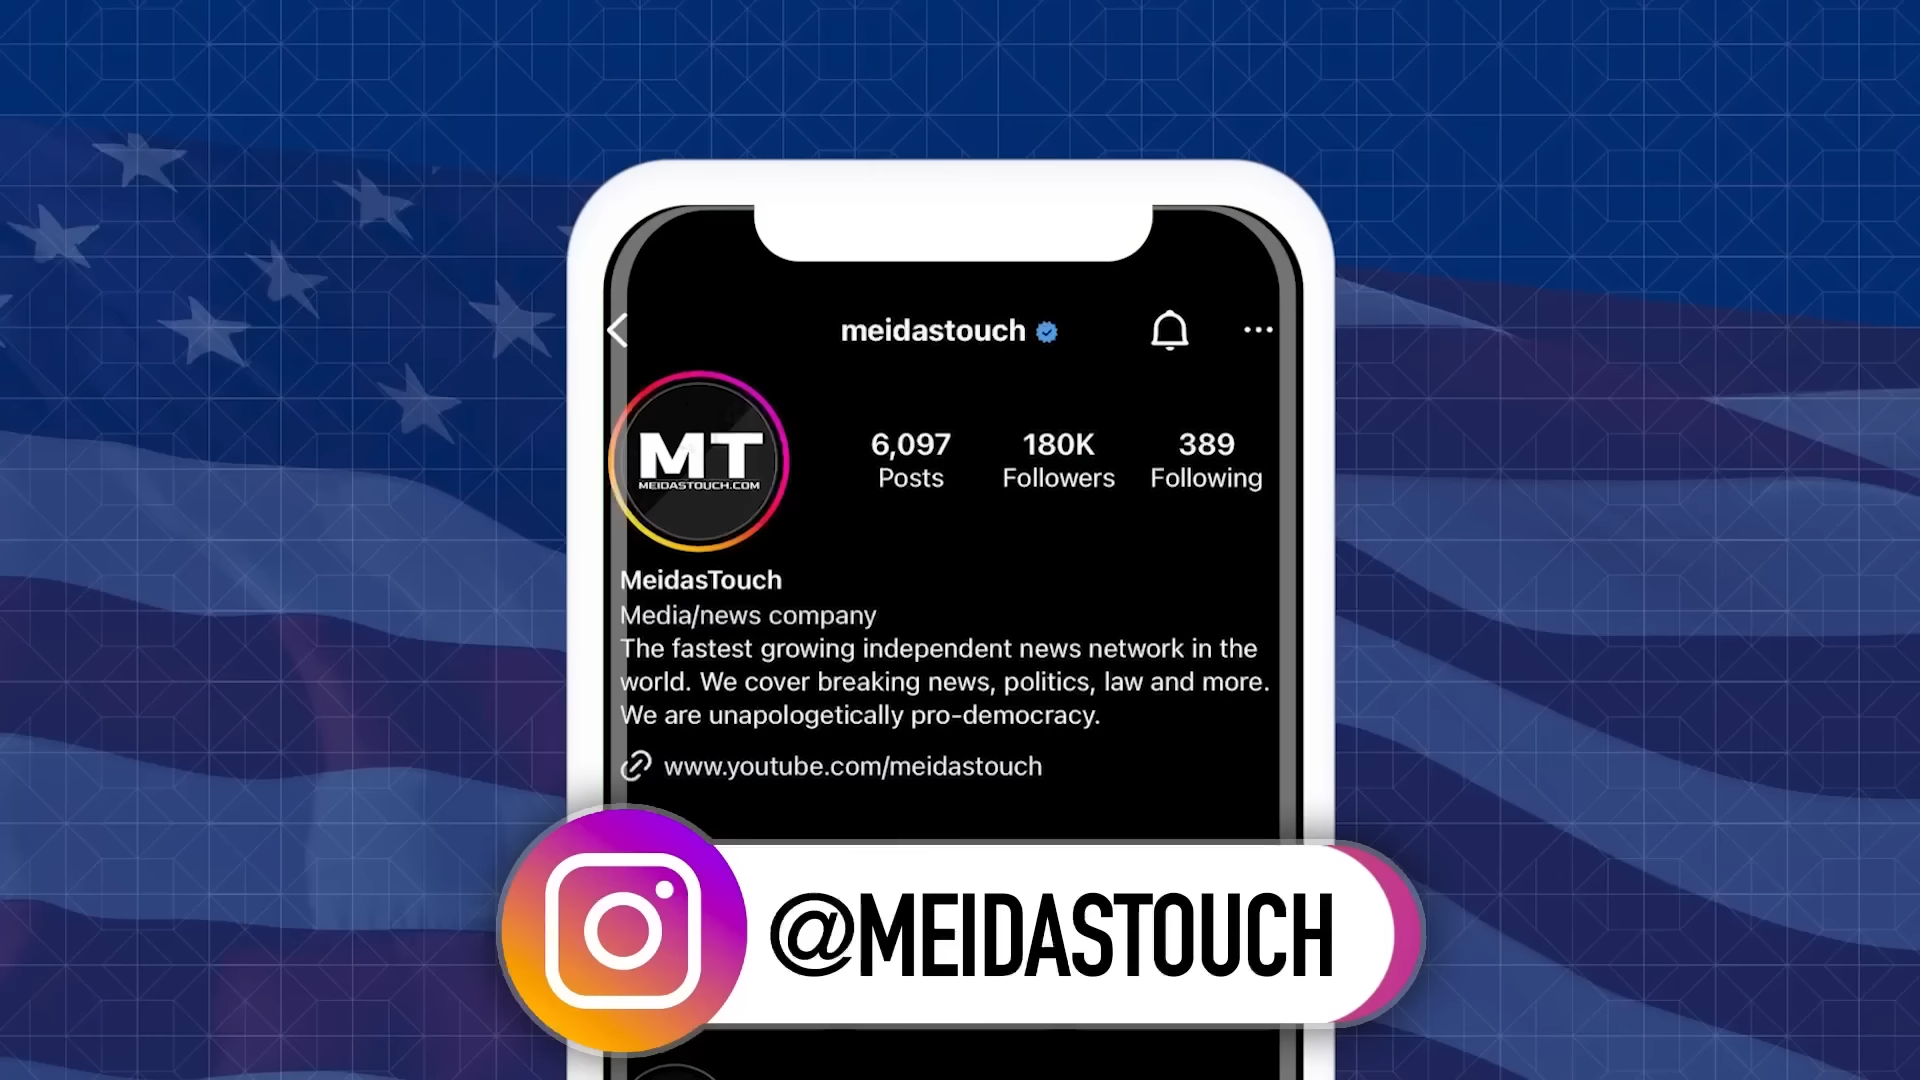 meidastouch
MT
MEIDASTOUCH.COM
6,097 180K 389
Posts Followers Following
MeidasTouch
Media/news company
The fastest growing independent news network in the
world. We cover breaking news, politics, law and more.
We are unapologetically pro-democracy.
www.youtube.com/meidastouch
@MEIDASTOUCH